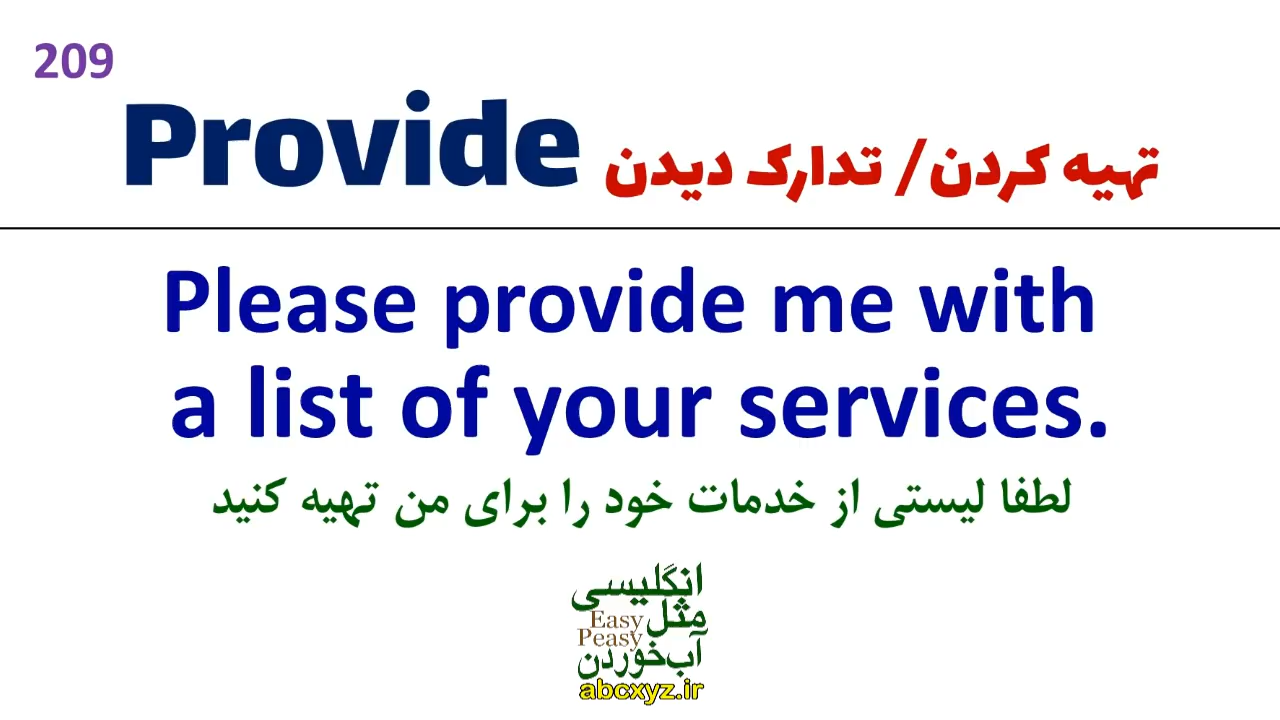 209
Provide تهیه کردن/ تدارک دیدن
Please provide me with
a list of your services.
لطفا لیستی از خدمات خود را برای من تهیه کنید
انگلیسی
مثل
Easy
Peasy
آب‌خوردن
abcxyz.ir